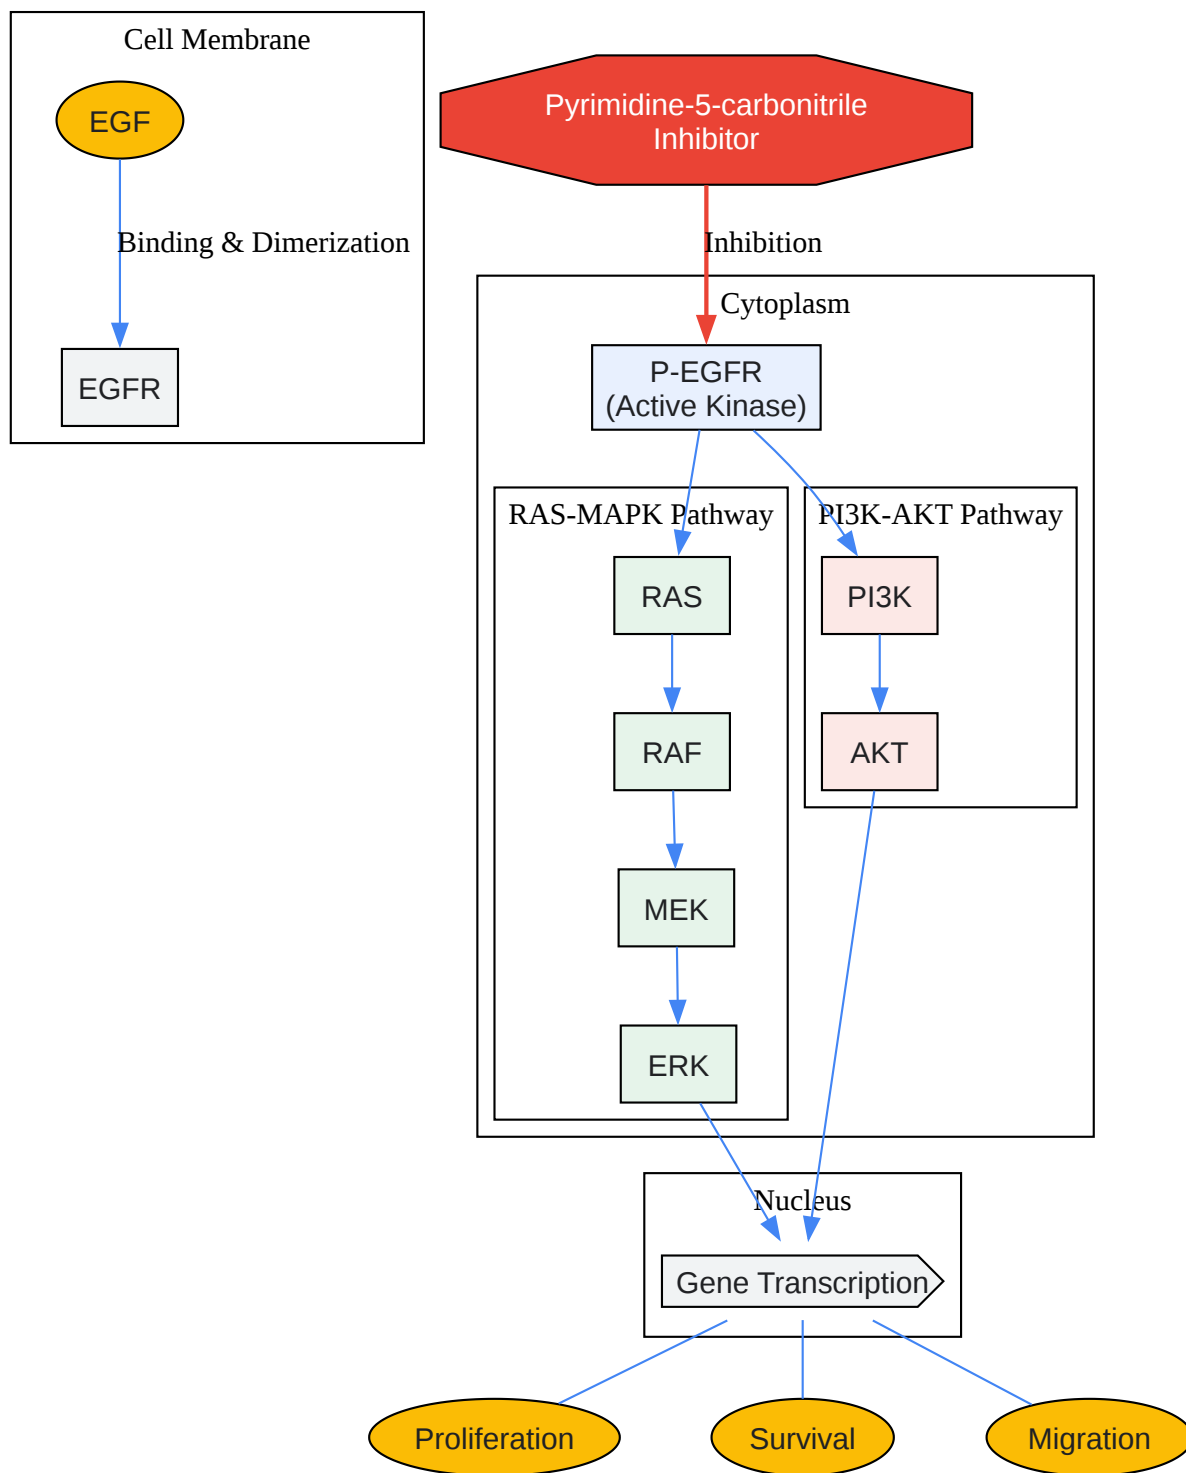 Cell Membrane
EGF
Binding & Dimerization
EGFR
Pyrimidine-5-carbonitrile
Inhibitor
Inhibition
Cytoplasm
P-EGFR
(Active Kinase)
RAS-MAPK Pathway
RAS
RAF
MEK
ERK
PI3K-AKT Pathway
PI3K
AKT
Nucleus
Gene Transcription
Proliferation
Survival
Migration